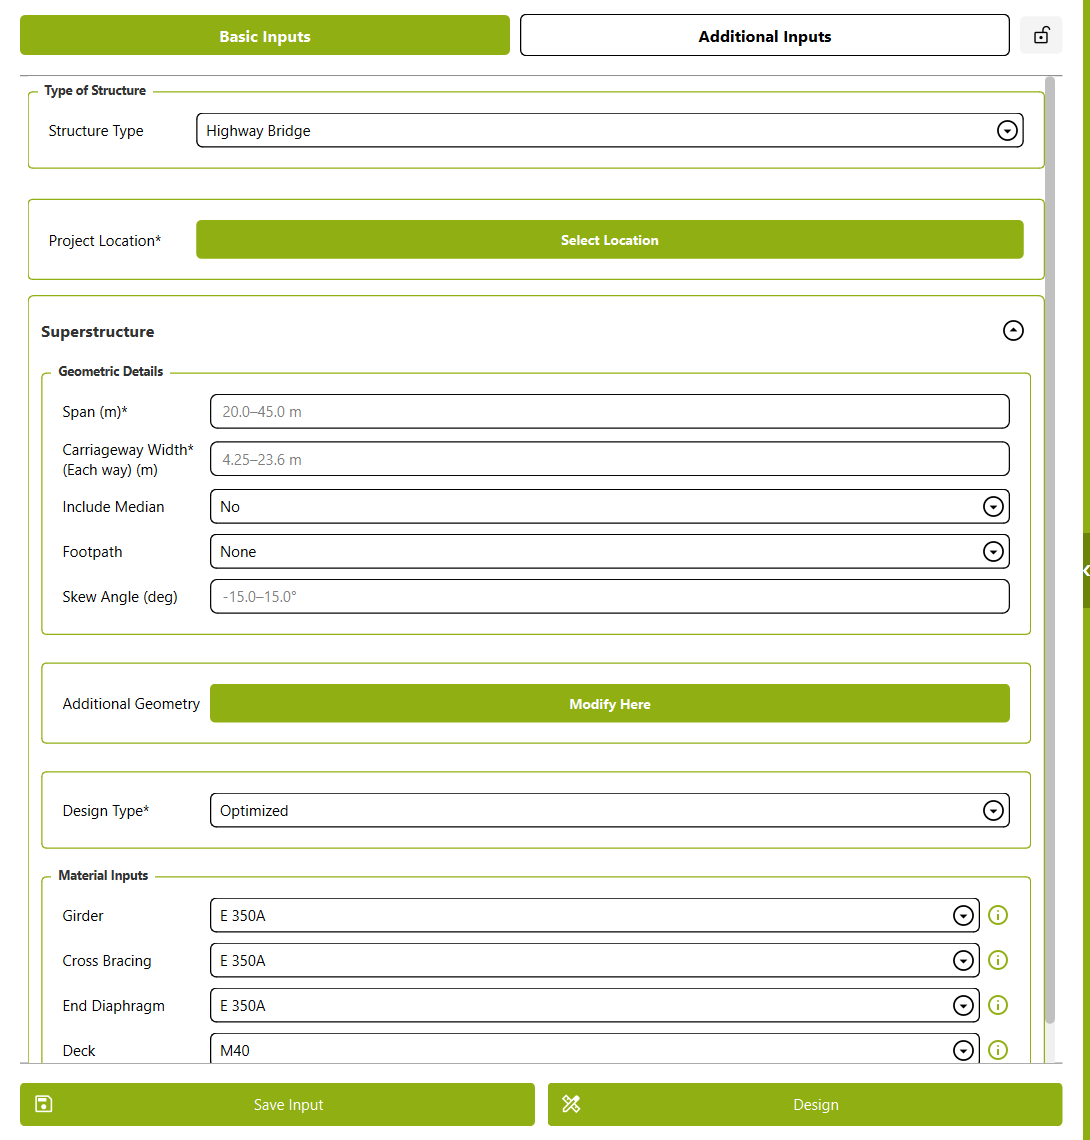 Basic Inputs
Additional Inputs
Type of Structure
Structure Type
Highway Bridge
Project Location*
Select Location
Superstructure
Geometric Details
Span (m)*
20.0–45.0 m
Carriageway Width*
(Each way) (m)
4.25–23.6 m
Include Median
No
Footpath
None
Skew Angle (deg)
-15.0–15.0°
Additional Geometry
Modify Here
Design Type*
Optimized
Material Inputs
Girder
E 350A
Cross Bracing
E 350A
End Diaphragm
E 350A
Deck
M40
Save Input
Design